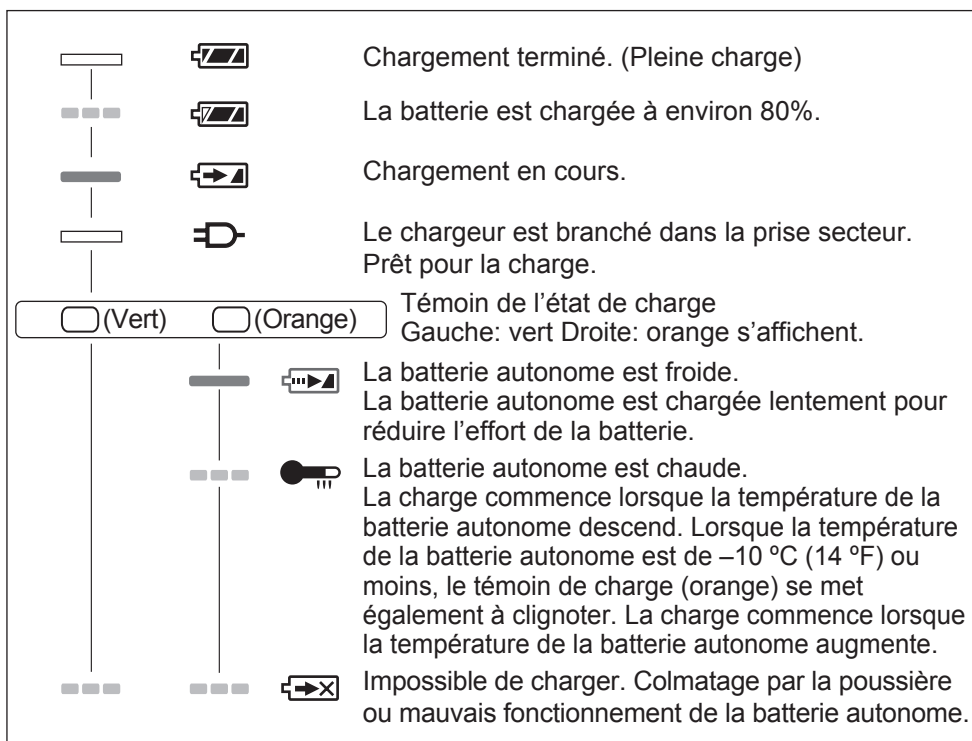 Chargement terminé. (Pleine charge)
La batterie est chargée à environ 80%.
Chargement en cours.
Le chargeur est branché dans la prise secteur.
Prêt pour la charge.
(Vert) (Orange)
Témoin de l’état de charge
Gauche: vert Droite: orange s’affichent.
La batterie autonome est froide.
La batterie autonome est chargée lentement pour
réduire l’effort de la batterie.
La batterie autonome est chaude.
La charge commence lorsque la température de la
batterie autonome descend. Lorsque la température
de la batterie autonome est de –10 ºC (14 ºF) ou
moins, le témoin de charge (orange) se met
également à clignoter. La charge commence lorsque
la température de la batterie autonome augmente.
Impossible de charger. Colmatage par la poussière
ou mauvais fonctionnement de la batterie autonome.